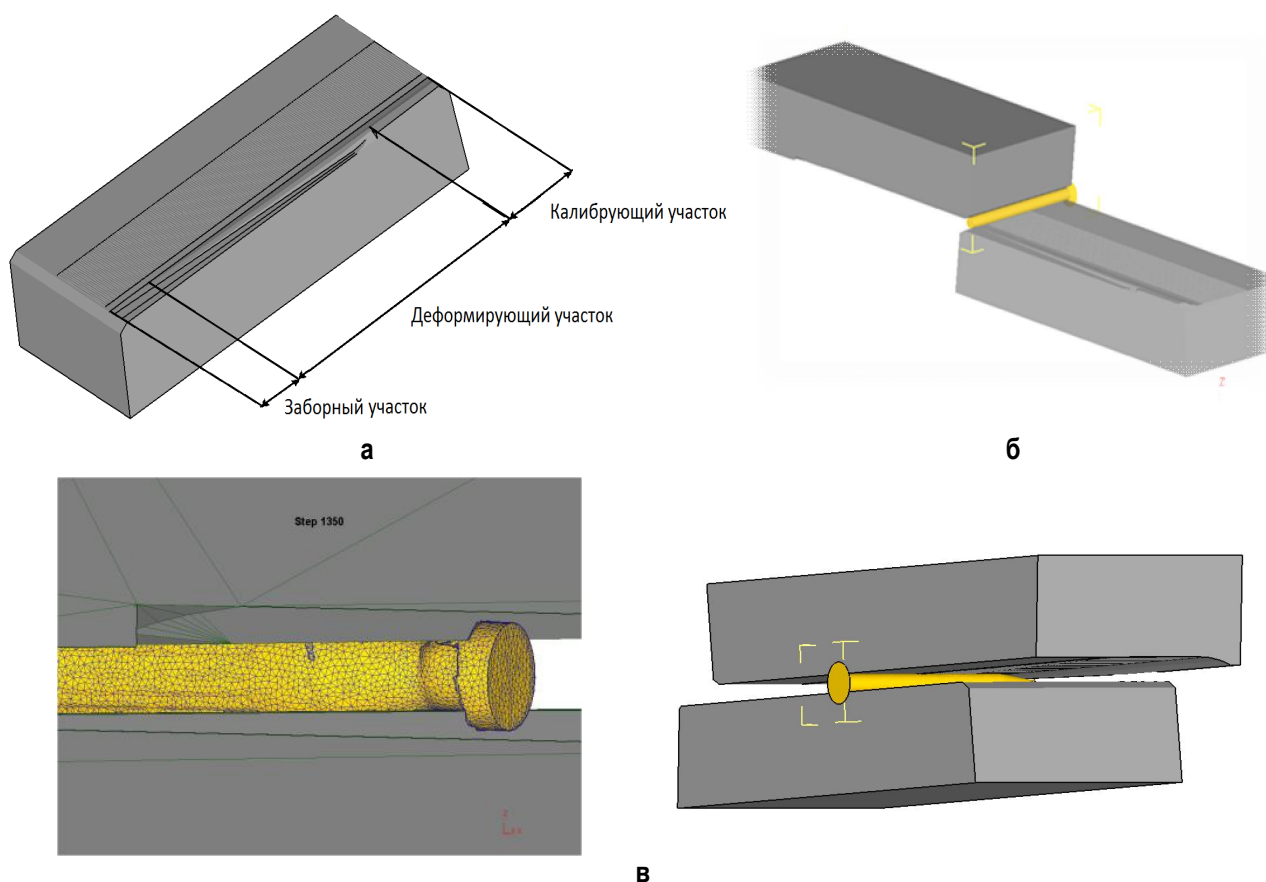 Калибрующий участок
Деформирующий участок
Заборный участок
а
б
Z
Step 1350
Z
в